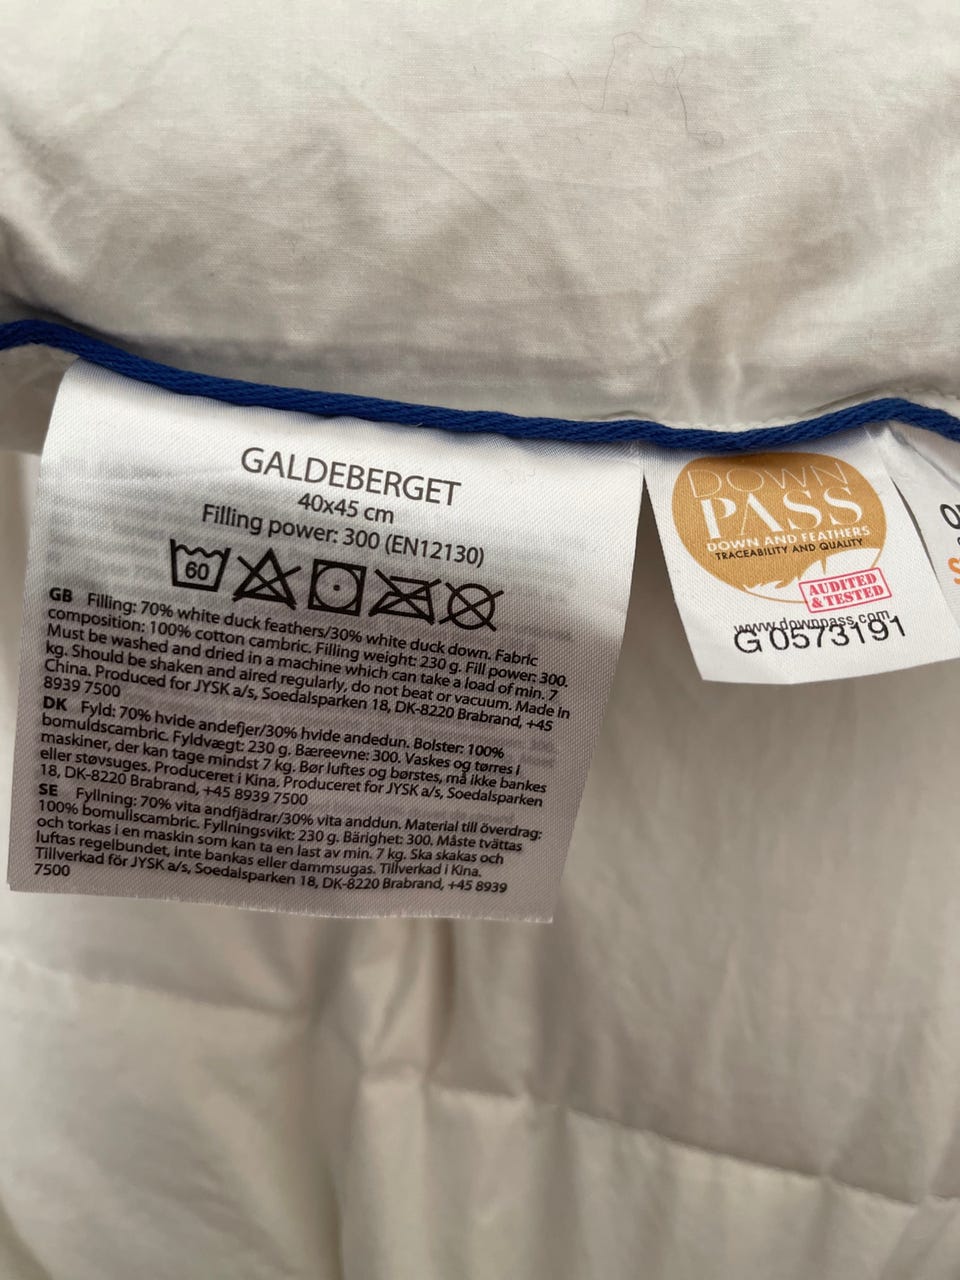 GALDEBERGET
40x45 cm
Filling power: 300 (EN12130)
60
GB Filling: 70% white duck feathers/30% white duck down. Fabric
composition: 100% cotton cambric. Filling weight: 230 g. Fill power: 300.
Must be washed and dried in a machine which can take a load of min. 7
kg. Should be shaken and aired regularly, do not beat or vacuum. Made in
China. Produced for JYSK a/s, Soedalsparken 18, DK-8220 Brabrand, +45
8939 7500
DK Fyld: 70% hvide andefjer/30% hvide andedun. Bolster: 100%
bomuldscambric. Fyldvægt: 230 g. Bæreevne: 300. Vaskes og tørres i
maskiner, der kan tage mindst 7 kg. Bør luftes og børstes, må ikke bankes
eller støvsuges. Produceret i Kina. Produceret for JYSK a/s, Soedalsparken
18, DK-8220 Brabrand, +45 8939 7500
SE Fyllning: 70% vita andfjädrar/30% vita anddun. Material till överdrag:
100% bomullscambric. Fyllningsvikt: 230 g. Bärighet: 300. Måste tvättas
och torkas i en maskin som kan ta en last av min. 7 kg. Ska skakas och
luftas regelbundet, inte bankas eller dammsugas. Tillverkad i Kina.
Tillverkad för JYSK a/s, Soedalsparken 18, DK-8220 Brabrand, +45 8939
7500
DOWN
PASS
DOWN AND FEATHERS
TRACEABILITY AND QUALITY
AUDITED
& TESTED
www.downpass.com
G 0573191